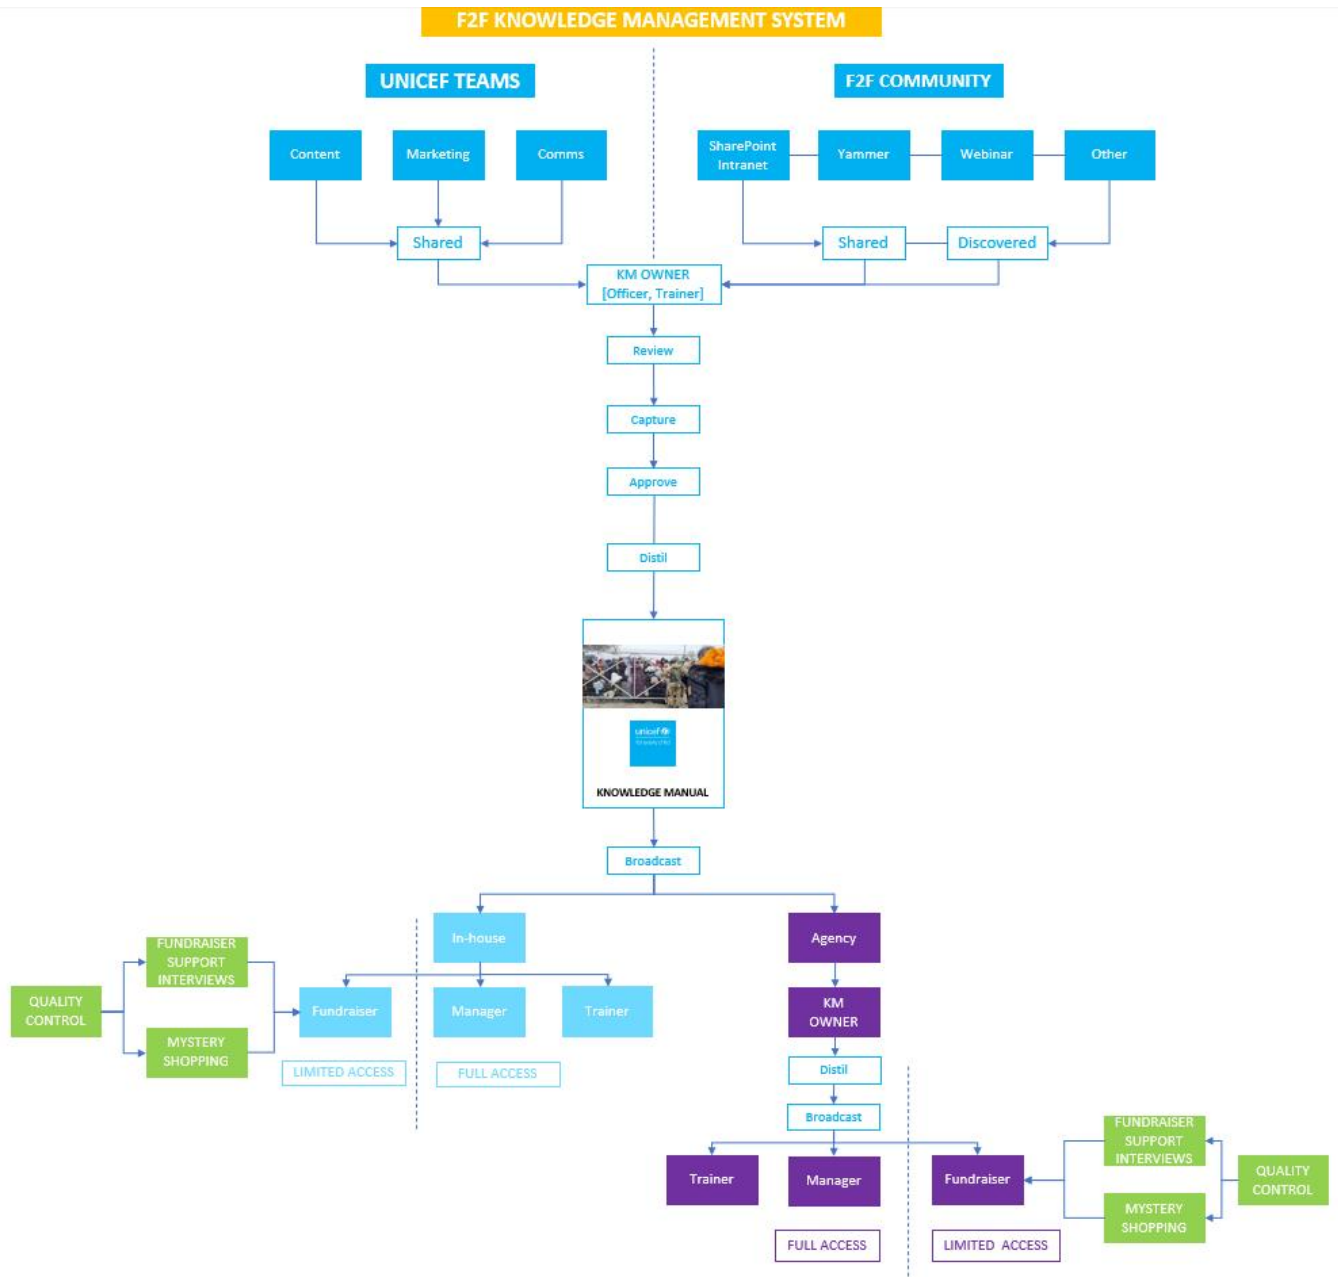 F2F KNOWLEDGE MANAGEMENT SYSTEM
UNICEF TEAMS
F2F COMMUNITY
Content
Marketing
Comms
SharePoint
Intranet
Yammer
Webinar
Other
Shared
Shared
Discovered
KM OWNER
[Officer, Trainer]
Review
Capture
Approve
Distil
unicef
KNOWLEDGE MANUAL
Broadcast
In-house
Agency
QUALITY
CONTROL
FUNDRAISER
SUPPORT
INTERVIEWS
MYSTERY
SHOPPING
Fundraiser
Manager
Trainer
LIMITED ACCESS
FULL ACCESS
KM
OWNER
Distil
Broadcast
Trainer
Manager
Fundraiser
FUNDRAISER
SUPPORT
INTERVIEWS
MYSTERY
SHOPPING
QUALITY
CONTROL
FULL ACCESS
LIMITED ACCESS